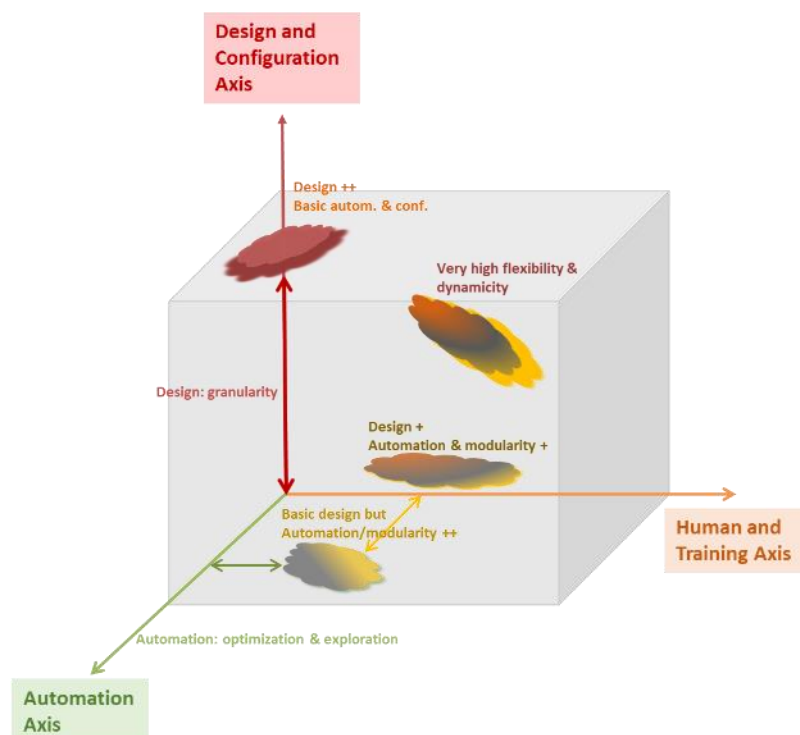 Design and
Configuration
Axis
Design ++
Basic autom. & conf.
Very high flexibility &
dynamicity
Design: granularity
Design +
Automation & modularity +
Basic design but
Automation/modularity ++
Human and
Training Axis
Automation: optimization & exploration
Automation
Axis